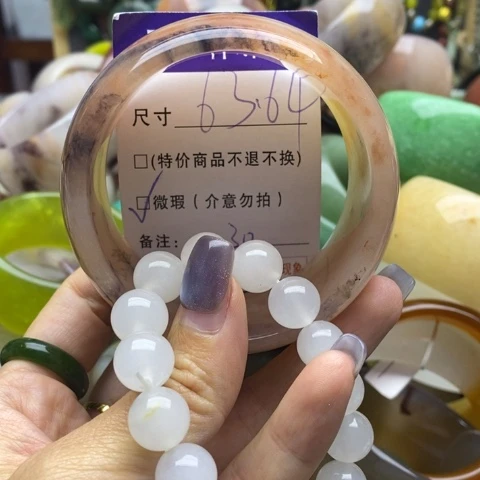 尺寸 63.64
□(特价商品不退不换)
☑微瑕(介意勿拍)
备注: 30